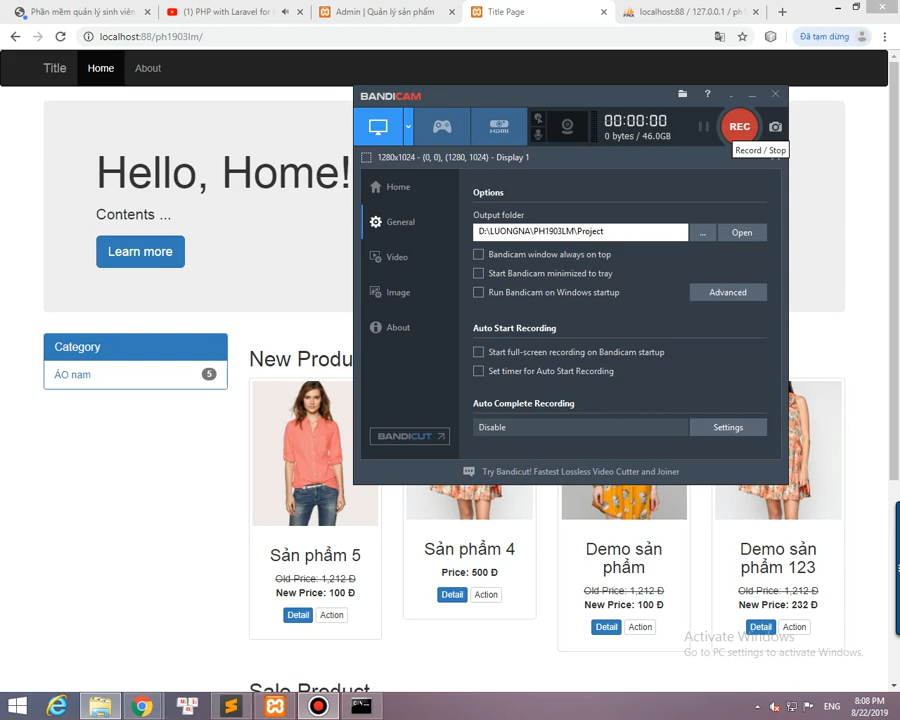 Phần mềm quản lý sinh viên
(1) PHP with Laravel for
Admin | Quản lý sản phẩm
Title Page
localhost:88 / 127.0.0.1 / ph
localhost:88/ph1903lm/
Đã tạm dừng
Title
Home
About
Hello, Home!
Contents ...
Learn more
Category
ÁO nam
5
New Produ
BANDICAM
?
HDMI
00:00:00
0 bytes / 46.0GB
REC
Record / Stop
1280x1024 - (0, 0), (1280, 1024) - Display 1
Home
General
Video
Image
About
BANDICUT
Options
Output folder
D:\LUONGNA\PH1903LM\Project
...
Open
Bandicam window always on top
Start Bandicam minimized to tray
Run Bandicam on Windows startup
Advanced
Auto Start Recording
Start full-screen recording on Bandicam startup
Set timer for Auto Start Recording
Auto Complete Recording
Disable
Settings
Try Bandicut! Fastest Lossless Video Cutter and Joiner
Sản phẩm 5
Old Price: 1,212 Đ
New Price: 100 Đ
Detail
Action
Sản phẩm 4
Price: 500 Đ
Detail
Action
Demo sản
phẩm
Old Price: 1,212 Đ
New Price: 100 Đ
Detail
Action
Demo sản
phẩm 123
Old Price: 1,212 Đ
New Price: 232 Đ
Detail
Action
Activate Windows
Go to PC settings to activate Windows.
Sale Product
ENG
8:08 PM
8/22/2019